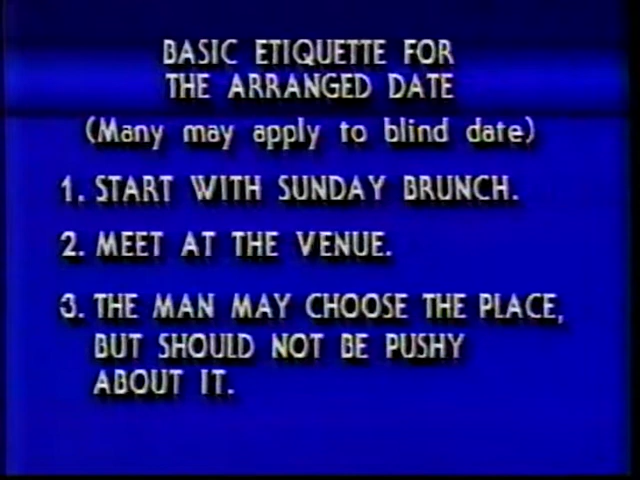 BASIC ETIQUETTE FOR
THE ARRANGED DATE
(Many may apply to blind date)
1. START WITH SUNDAY BRUNCH.
2. MEET AT THE VENUE.
3. THE MAN MAY CHOOSE THE PLACE,
BUT SHOULD NOT BE PUSHY
ABOUT IT.